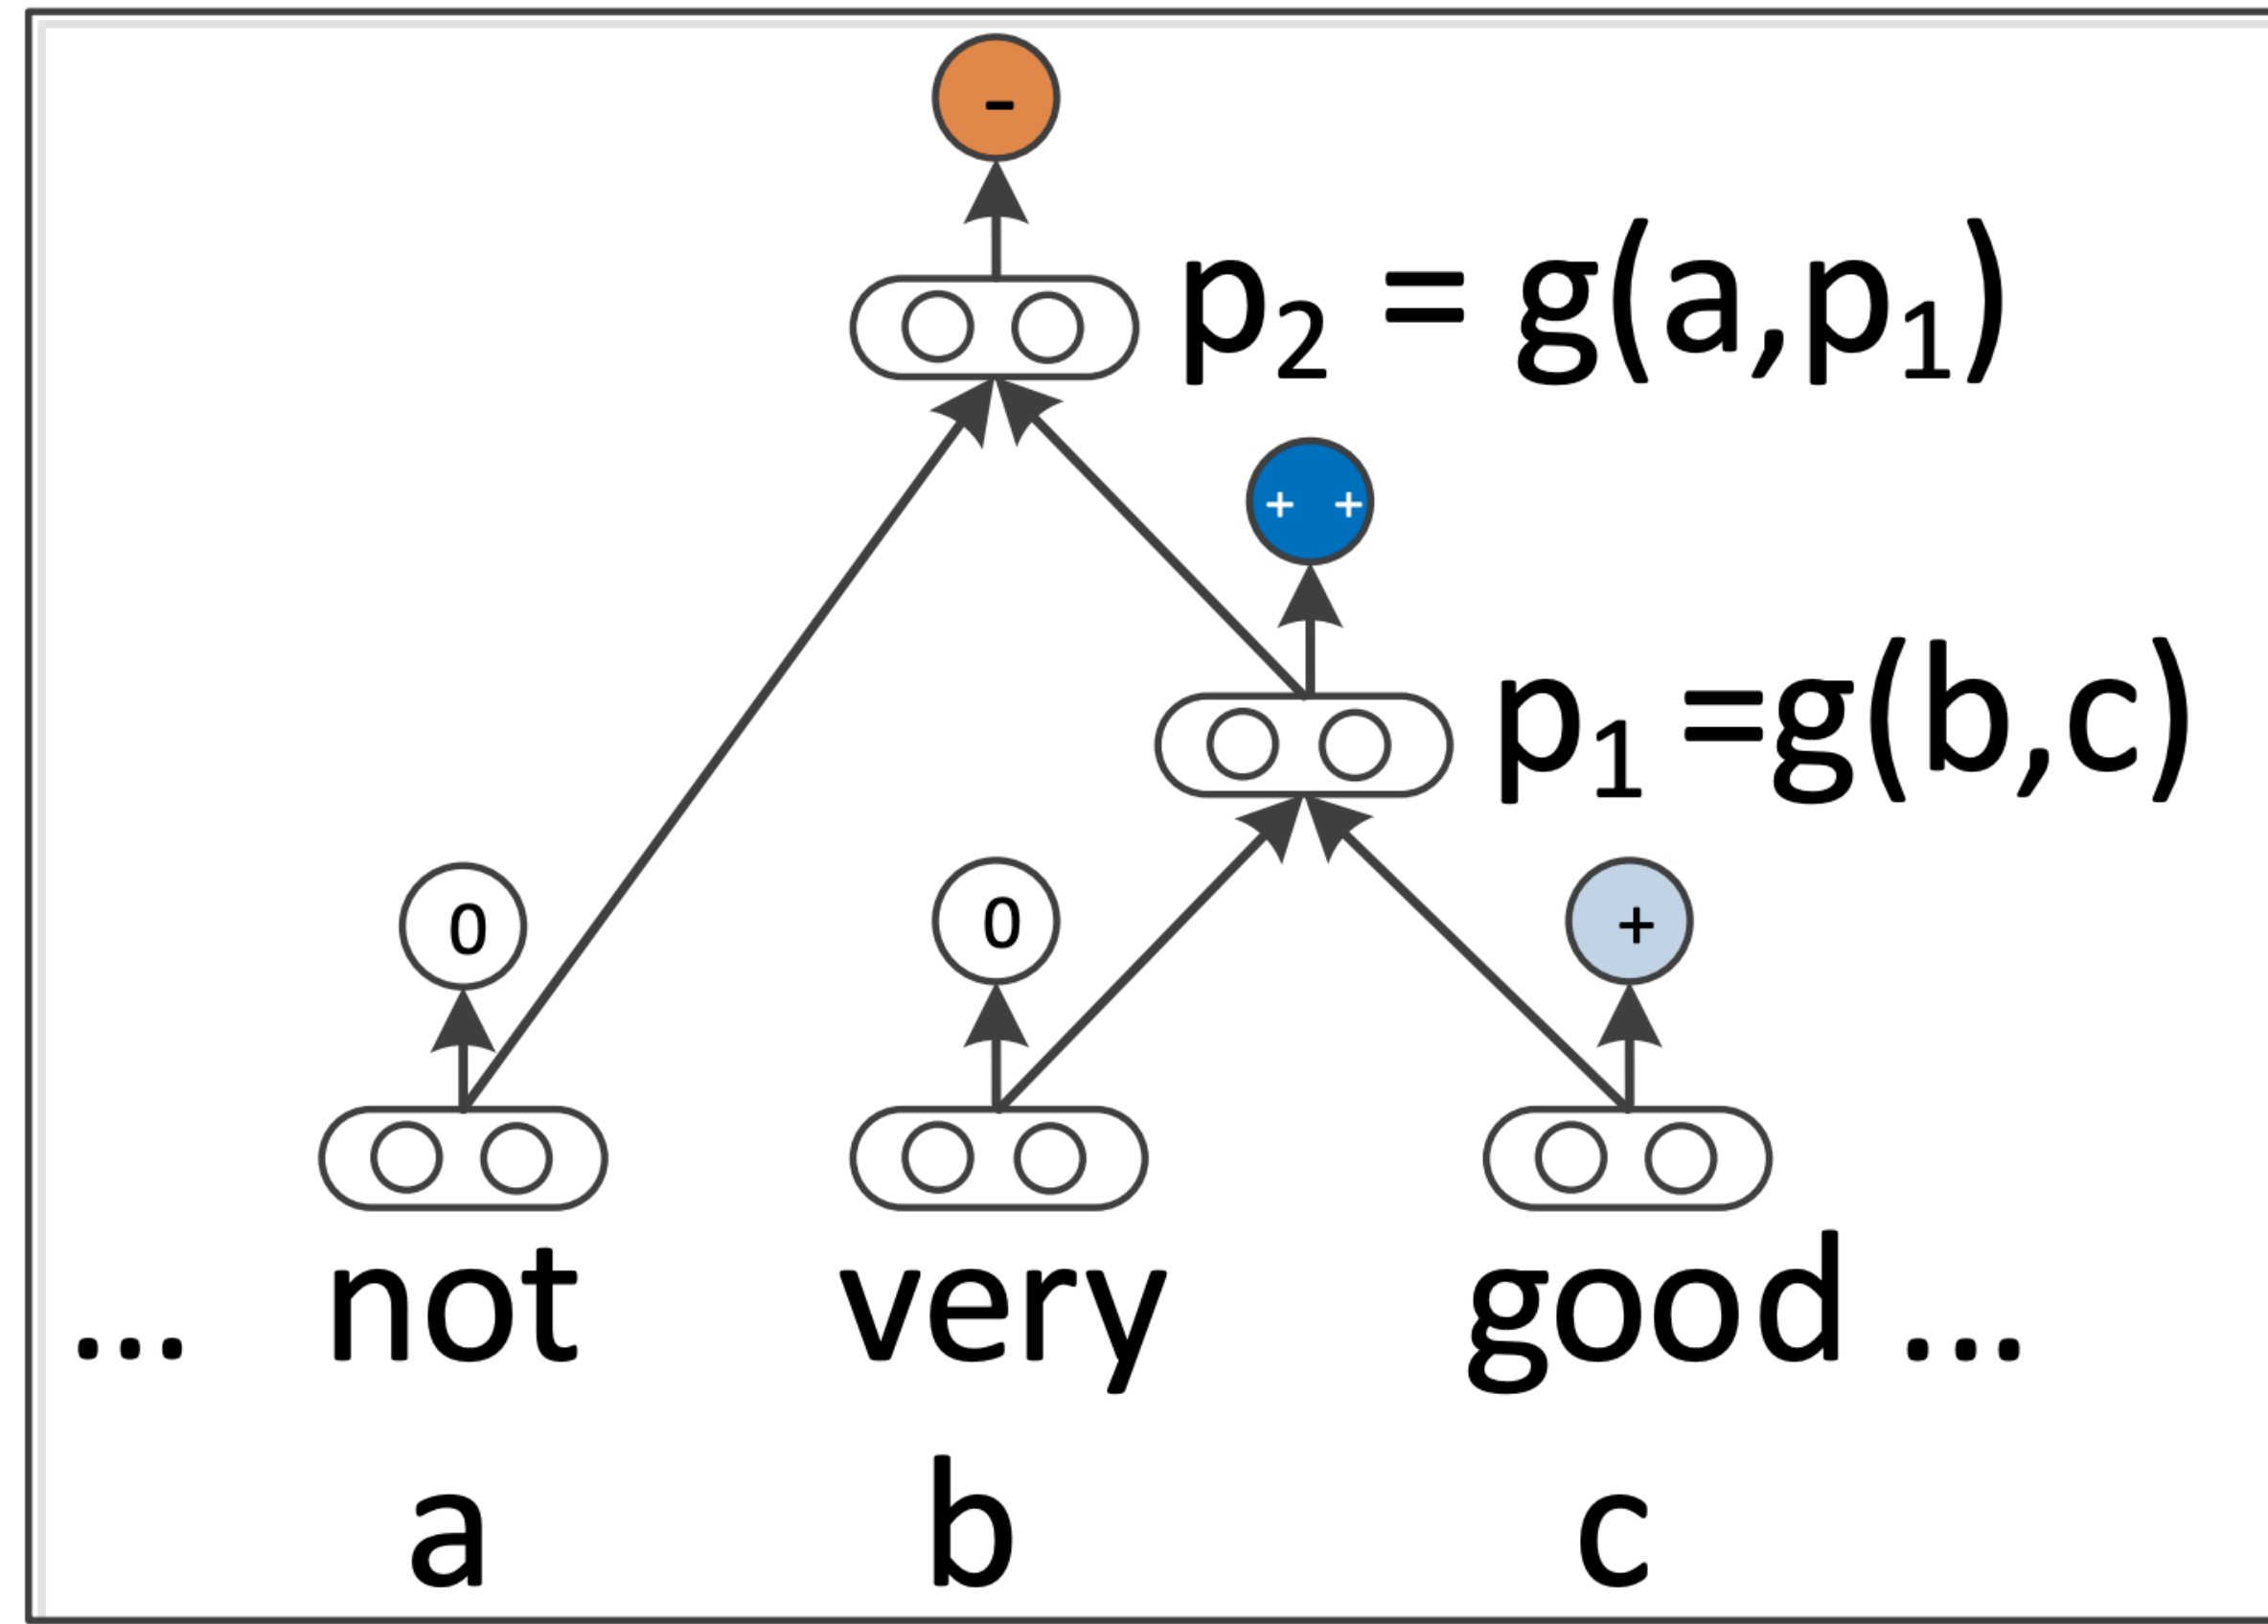 -
p₂ = g(a,p₁)
+ +
p₁ =g(b,c)
0 0 +
... not very good ...
a b c